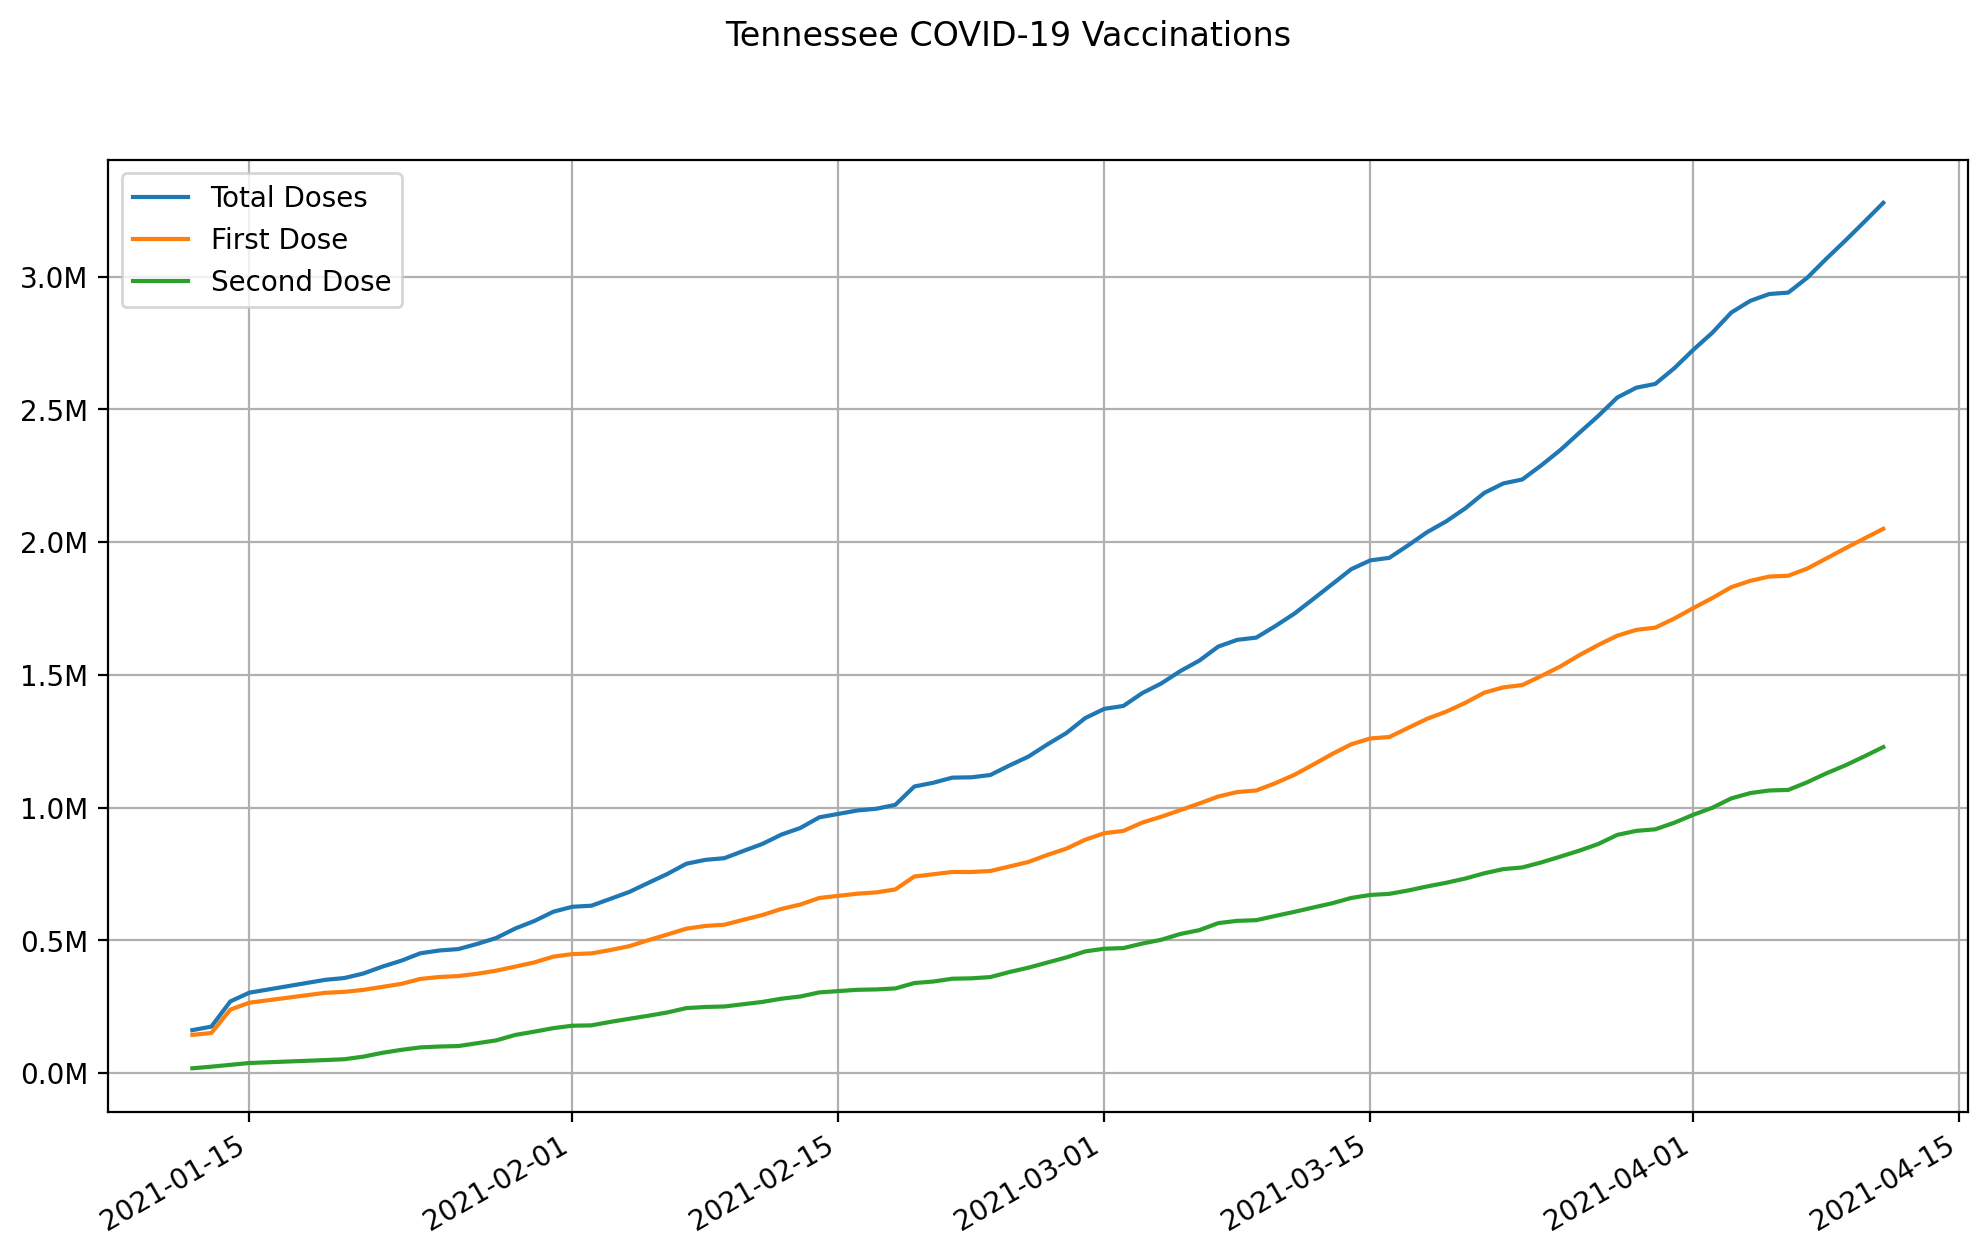 Tennessee COVID-19 Vaccinations
Total Doses
First Dose
Second Dose
3.0M
2.5M
2.0M
1.5M
1.0M
0.5M
0.0M
2021-01-15
2021-02-01
2021-02-15
2021-03-01
2021-03-15
2021-04-01
2021-04-15